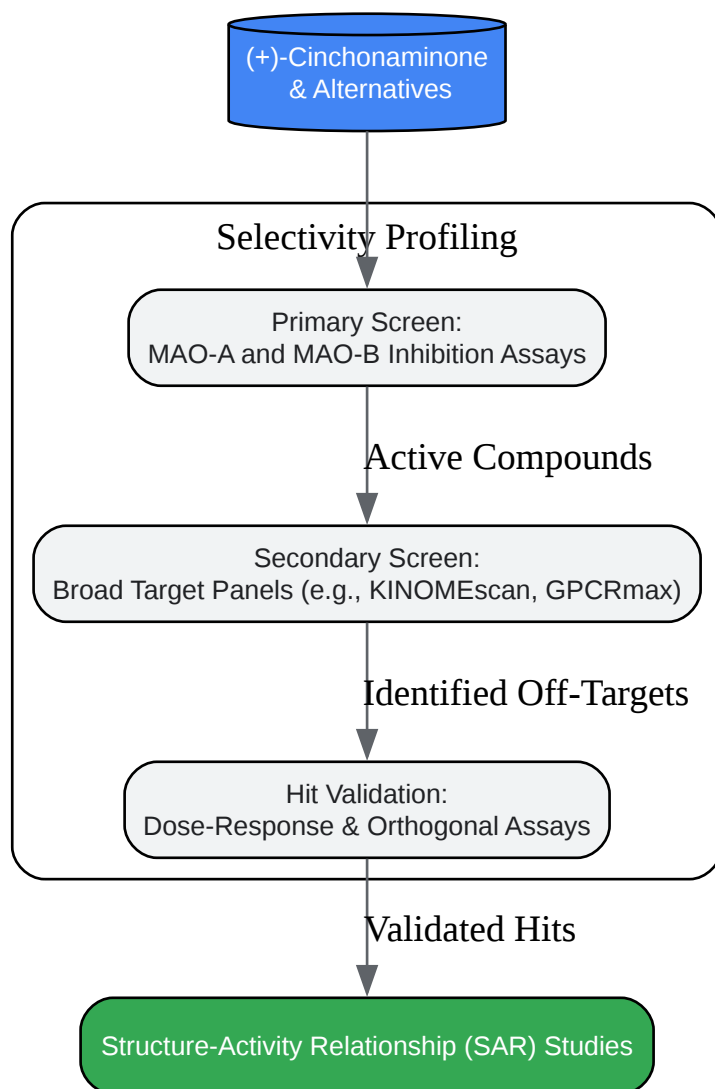 (+)-Cinchonaminone
& Alternatives
Selectivity Profiling
Primary Screen:
MAO-A and MAO-B Inhibition Assays
Active Compounds
Secondary Screen:
Broad Target Panels (e.g., KINOMEscan, GPCRmax)
Identified Off-Targets
Hit Validation:
Dose-Response & Orthogonal Assays
Validated Hits
Structure-Activity Relationship (SAR) Studies